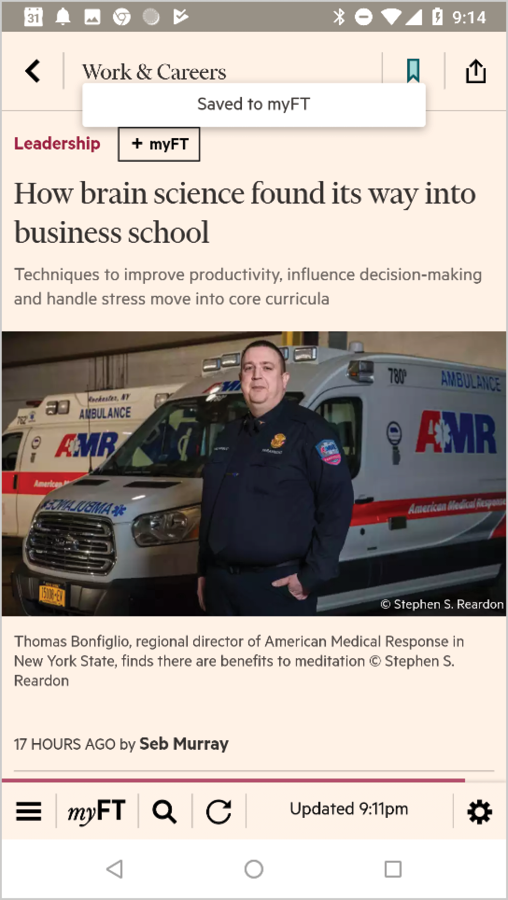 31 9:14
Work & Careers
Saved to myFT
Leadership + myFT
How brain science found its way into
business school
Techniques to improve productivity, influence decision-making
and handle stress move into core curricula
Rochester, NY
AMBULANCE
762
AMR
780
AMBULANCE
AMR
American Medical Response
AMBULANCE
© Stephen S. Reardon
Thomas Bonfiglio, regional director of American Medical Response in
New York State, finds there are benefits to meditation © Stephen S.
Reardon
17 HOURS AGO by Seb Murray
myFT Updated 9:11pm